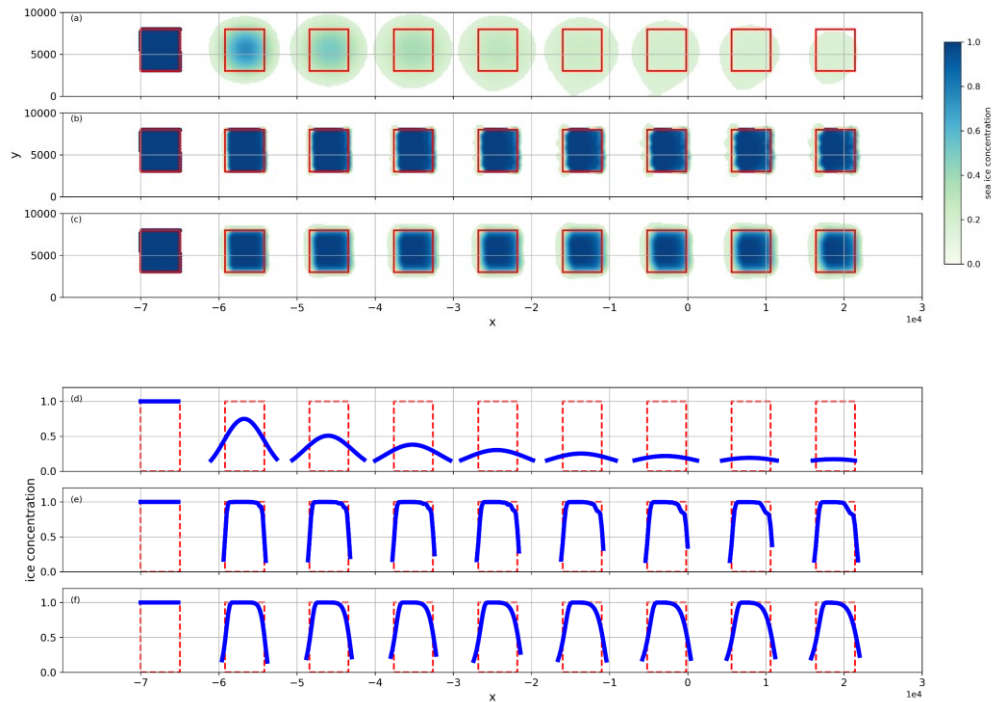 (a)
10000
5000
0
(b)
10000
5000
0
(c)
10000
5000
0
y
−7 −6 −5 −4 −3 −2 −1 0 1 2 3
x
1e4
1.0
0.8
0.6
0.4
0.2
0.0
sea ice concentration
(d)
1.0
0.5
0.0
(e)
1.0
0.5
0.0
(f)
1.0
0.5
0.0
ice concentration
−7 −6 −5 −4 −3 −2 −1 0 1 2 3
x
1e4